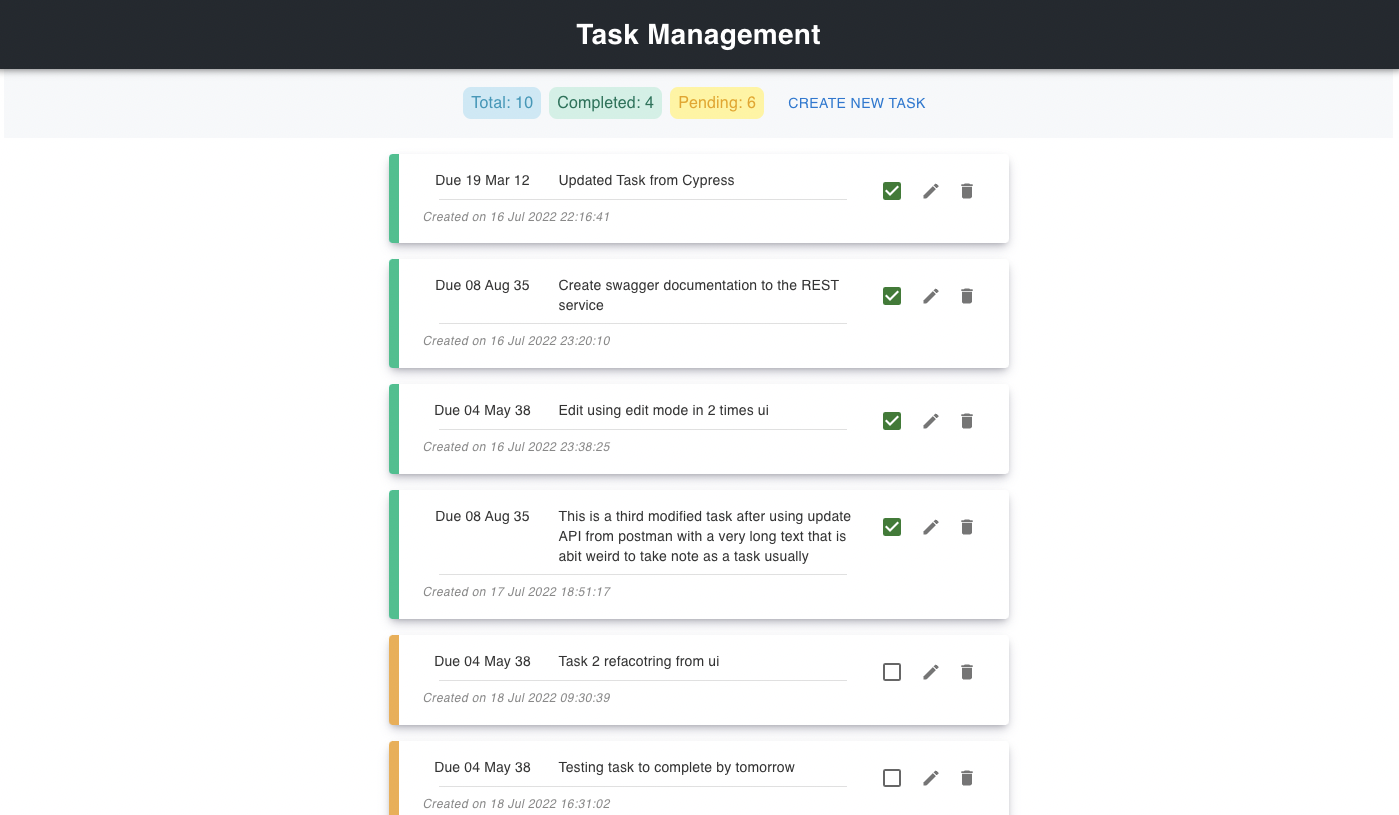 Task Management
Total: 10 Completed: 4 Pending: 6 CREATE NEW TASK
Due 19 Mar 12 Updated Task from Cypress
Created on 16 Jul 2022 22:16:41
Due 08 Aug 35 Create swagger documentation to the REST
service
Created on 16 Jul 2022 23:20:10
Due 04 May 38 Edit using edit mode in 2 times ui
Created on 16 Jul 2022 23:38:25
Due 08 Aug 35 This is a third modified task after using update
API from postman with a very long text that is
abit weird to take note as a task usually
Created on 17 Jul 2022 18:51:17
Due 04 May 38 Task 2 refacotring from ui
Created on 18 Jul 2022 09:30:39
Due 04 May 38 Testing task to complete by tomorrow
Created on 18 Jul 2022 16:31:02